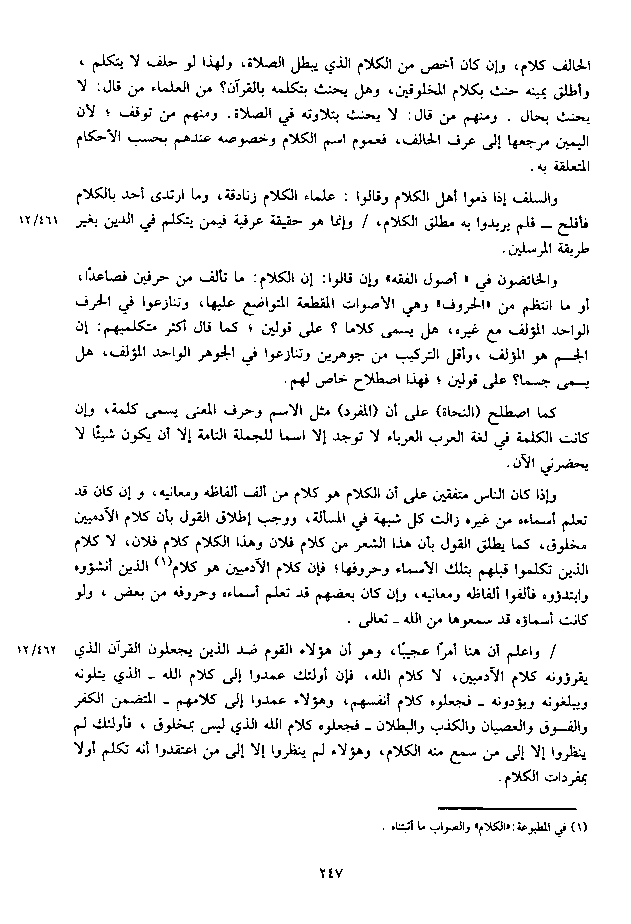 الحالف كلام، وإن كان أخص من الكلام الذي يبطل الصلاة، ولهذا لو حلف لا يتكلم ،
وأطلق يمينه حنث بكلام المخلوقين، وهل يحنث بتكلمه بالقرآن؟ من العلماء من قال: لا
يحنث بحال . ومنهم من قال: لا يحنث بتلاوته في الصلاة. ومنهم من توقف ؛ لأن
اليمين مرجعها إلى عرف الحالف، فعموم اسم الكلام وخصوصه عندهم بحسب الأحكام
المتعلقة به.
والسلف إذا ذموا أهل الكلام وقالوا : علماء الكلام زنادقة، وما ارتدى أحد بالكلام
فأفلح ــ فلم يريدوا به مطلق الكلام، / وإنما هو حقيقة عرفية فيمن يتكلم في الدين بغير ١٢/٤٦١
طريقة المرسلين.
والخائضون في « أصول الفقه» وإن قالوا: إن الكلام: ما تألف من حرفين فصاعدًا،
أو ما انتظم من «الحروف» وهي الأصوات المقطعة المتواضع عليها، وتنازعوا في الحرف
الواحد المؤلف مع غيره، هل يسمى كلاما ؟ على قولين ؛ كما قال أكثر متكلميهم: إن
الجسم هو المؤلف ،وأقل التركيب من جوهرين وتنازعوا في الجوهر الواحد المؤلف، هل
يسمى جسما؟ على قولين ؛ فهذا اصطلاح خاص لهم.
كما اصطلح (النحاة) على أن (المفرد) مثل الاسم وحرف المعنى يسمى كلمة، وإن
كانت الكلمة في لغة العرب العرباء لا توجد إلا اسما للجملة التامة إلا أن يكون شيئًا لا
يحضرني الآن.
وإذا كان الناس متفقين على أن الكلام هو كلام من ألف ألفاظه ومعانيه، و إن كان قد
تعلم أسماءه من غيره زالت كل شبهة في المسألة، ووجب إطلاق القول بأن كلام الآدميين
مخلوق، كما يطلق القول بأن هذا الشعر من كلام فلان وهذا الكلام كلام فلان، لا كلام
الذين تكلموا قبلهم بتلك الأسماء وحروفها؛ فإن كلام الآدميين هو كلام(١) الذين أنشؤوه
وابتدؤوه فألفوا ألفاظه ومعانيه، وإن كان بعضهم قد تعلم أسماءه وحروفه من بعض ، ولو
كانت أسماؤه قد سمعوها من الله ـ تعالى .
/ واعلم أن هنا أمرًا عجيبًا، وهو أن هؤلاء القوم ضد الذين يجعلون القرآن الذي ١٢/٤٦٢
يقرؤونه كلام الآدميين، لا كلام الله، فإن أولئك عمدوا إلى كلام الله ـ الذي يتلونه
ويبلغونه ويؤدونه ـ فجعلوه كلام أنفسهم، وهؤلاء عمدوا إلى كلامهم ـ المتضمن الكفر
والفسوق والعصيان والكذب والبطلان ـ فجعلوه كلام الله الذي ليس بمخلوق ، فأولئك لم
ينظروا إلا إلى من سمع منه الكلام، وهؤلاء لم ينظروا إلا إلى من اعتقدوا أنه تكلم أولا
بمفردات الكلام.
(١) في المطبوعة: «الكلام» والصواب ما أثبتناه .
٢٤٧